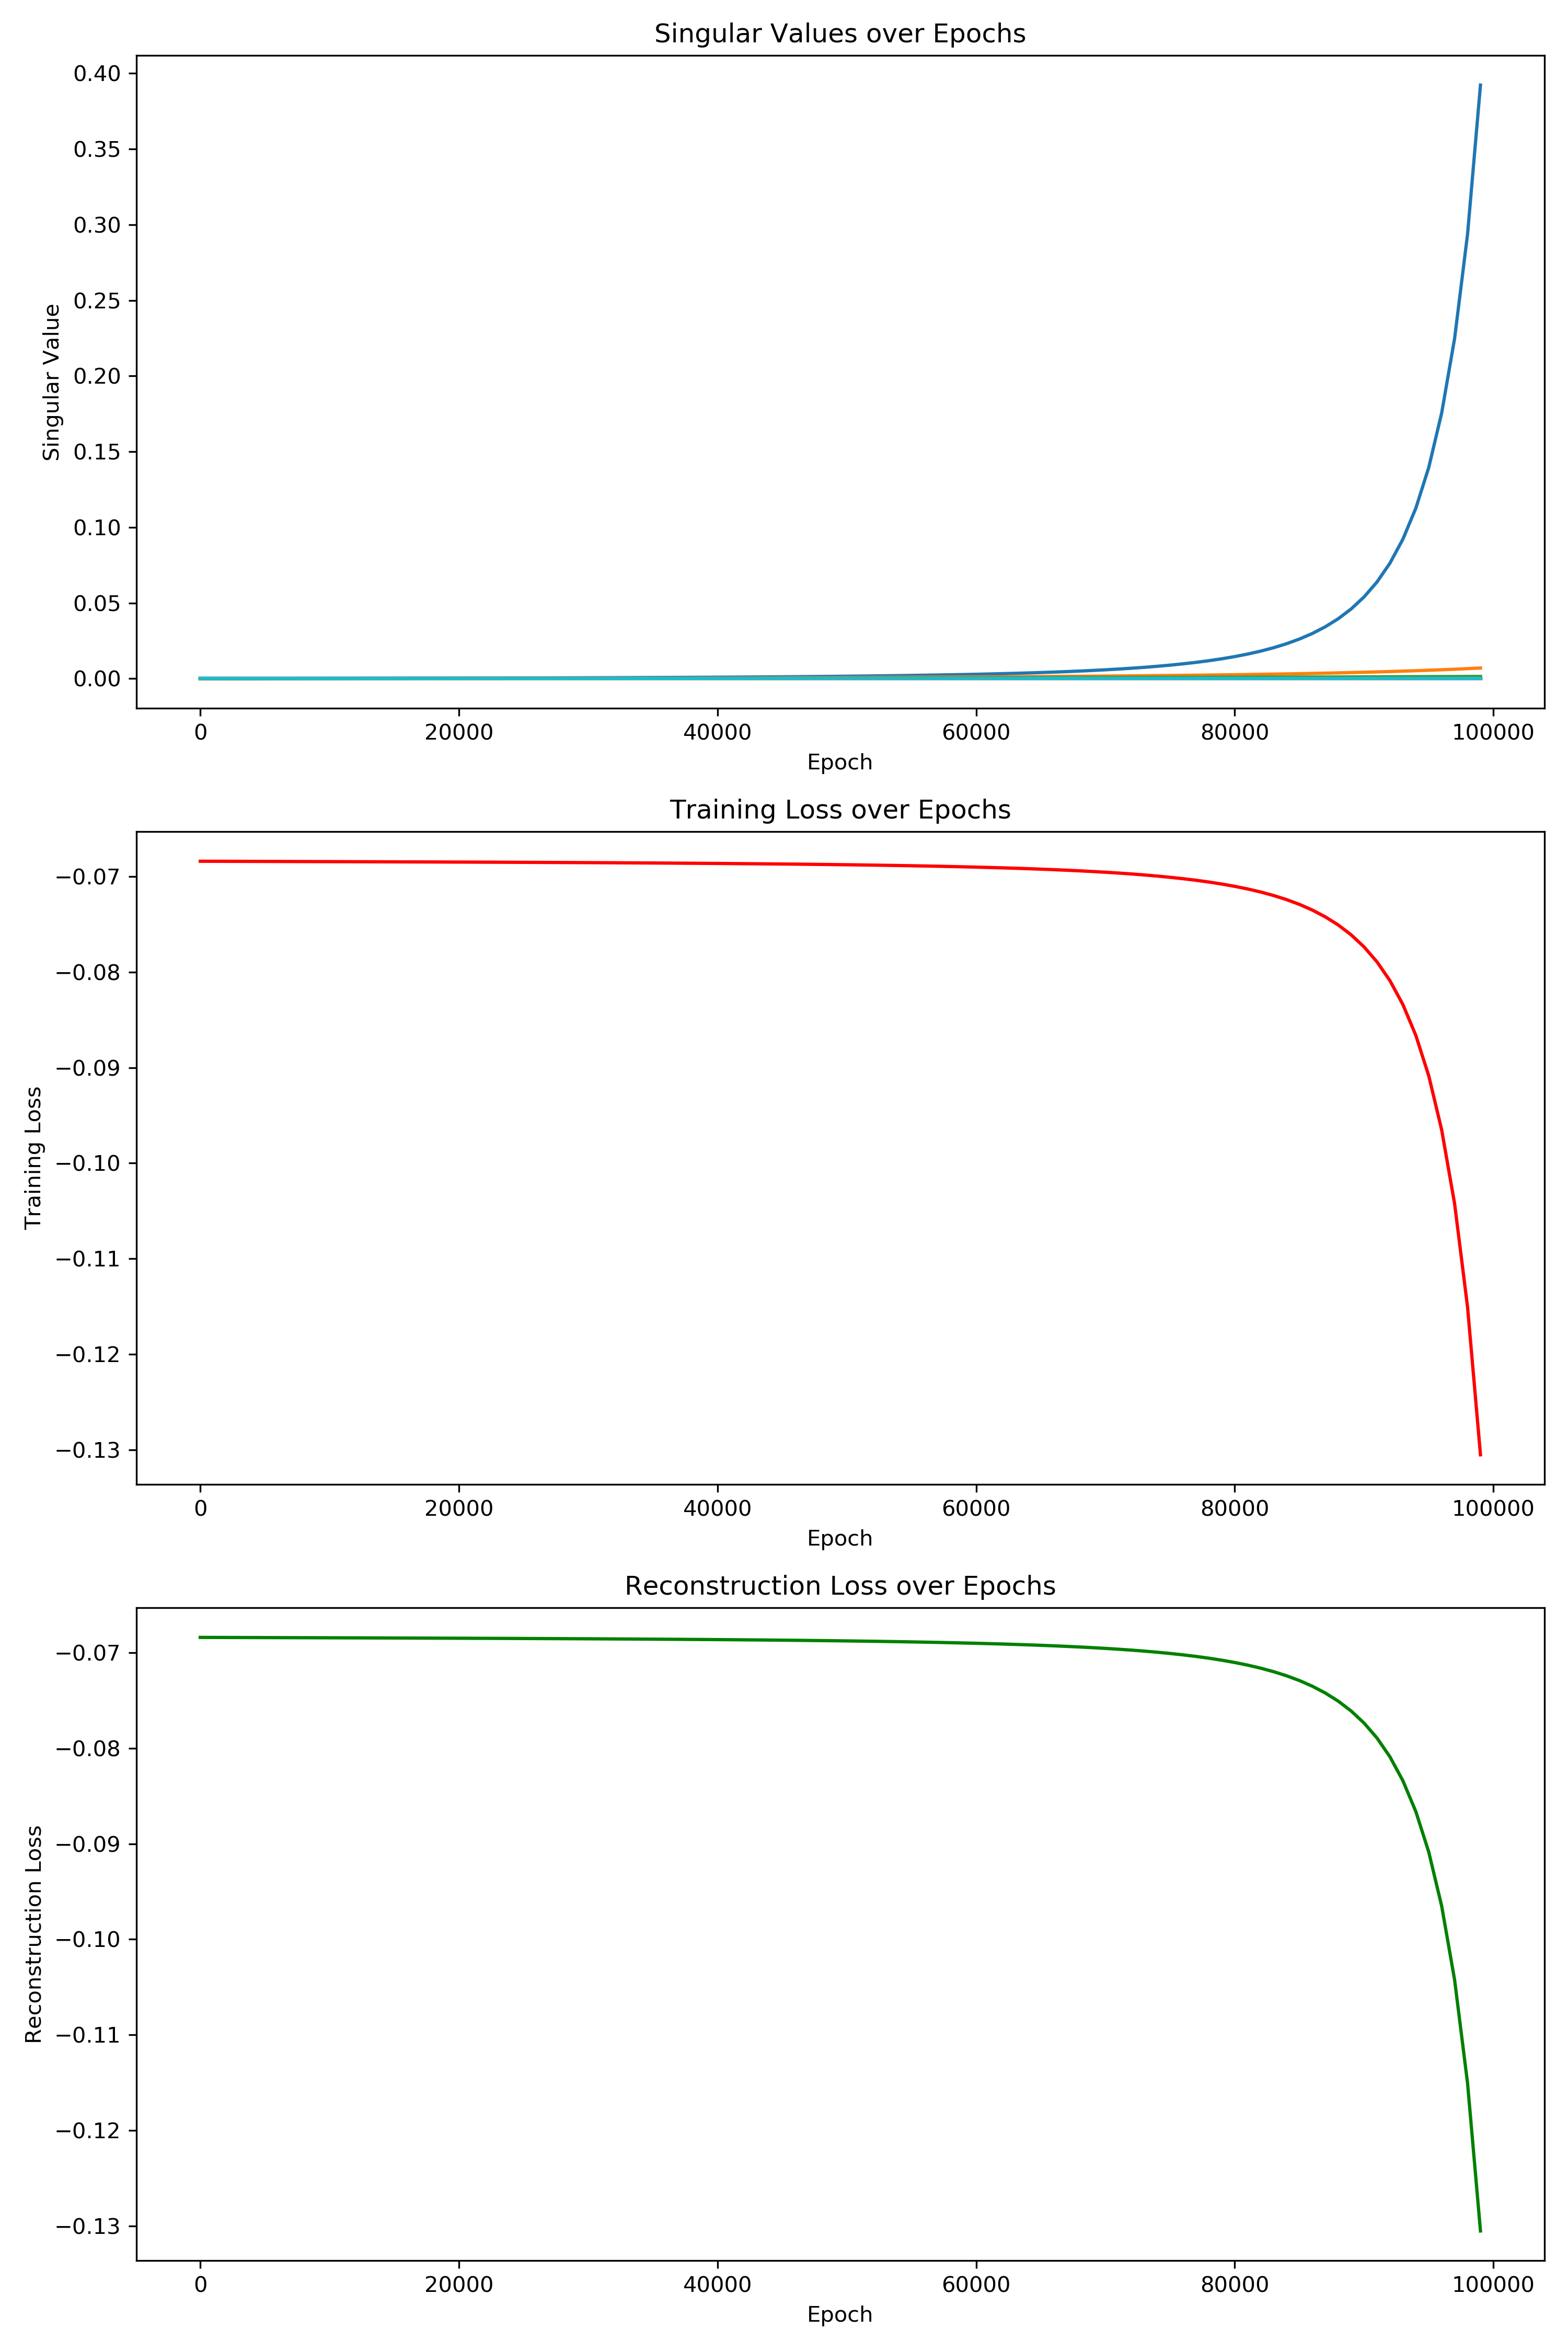 Singular Values over Epochs
0.40
0.35
0.30
0.25
0.20
0.15
0.10
0.05
0.00
Singular Value
0 20000 40000 60000 80000 100000
Epoch
Training Loss over Epochs
−0.07
−0.08
−0.09
−0.10
−0.11
−0.12
−0.13
Training Loss
0 20000 40000 60000 80000 100000
Epoch
Reconstruction Loss over Epochs
−0.07
−0.08
−0.09
−0.10
−0.11
−0.12
−0.13
Reconstruction Loss
0 20000 40000 60000 80000 100000
Epoch